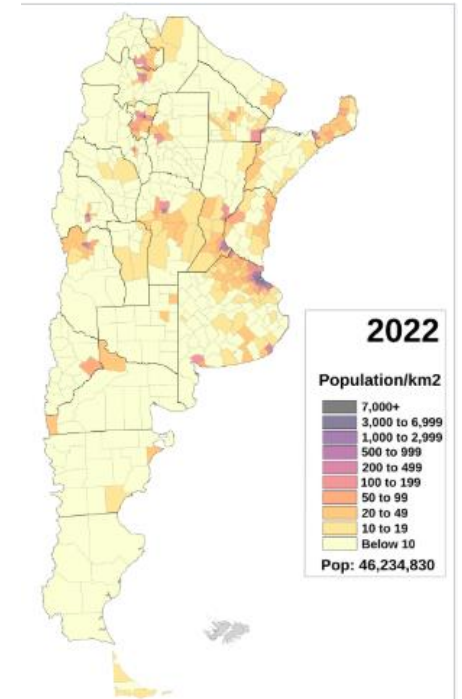 2022
Population/km2
7,000+
3,000 to 6,999
1,000 to 2,999
500 to 999
200 to 499
100 to 199
50 to 99
20 to 49
10 to 19
Below 10
Pop: 46,234,830